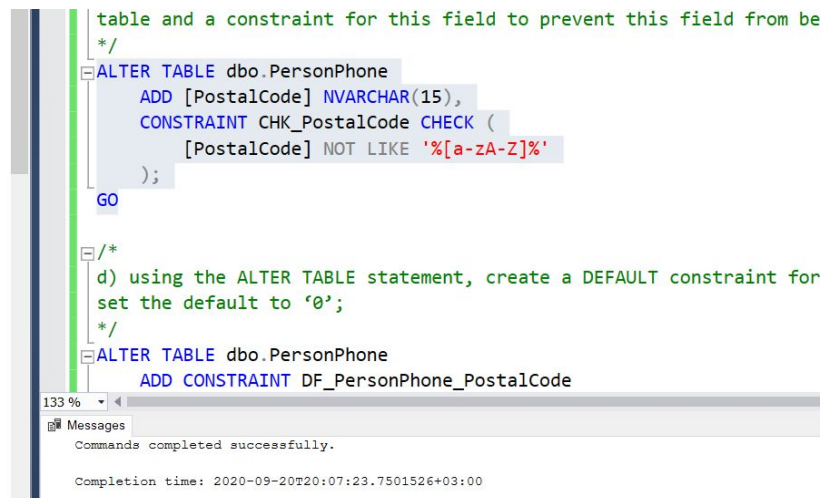 table and a constraint for this field to prevent this field from be
*/
ALTER TABLE dbo.PersonPhone
ADD [PostalCode] NVARCHAR(15),
CONSTRAINT CHK_PostalCode CHECK (
[PostalCode] NOT LIKE '%[a-zA-Z]%'
);
GO
/*
d) using the ALTER TABLE statement, create a DEFAULT constraint for
set the default to ‘0’;
*/
ALTER TABLE dbo.PersonPhone
ADD CONSTRAINT DF_PersonPhone_PostalCode
133 %
Messages
Commands completed successfully.
Completion time: 2020-09-20T20:07:23.7501526+03:00